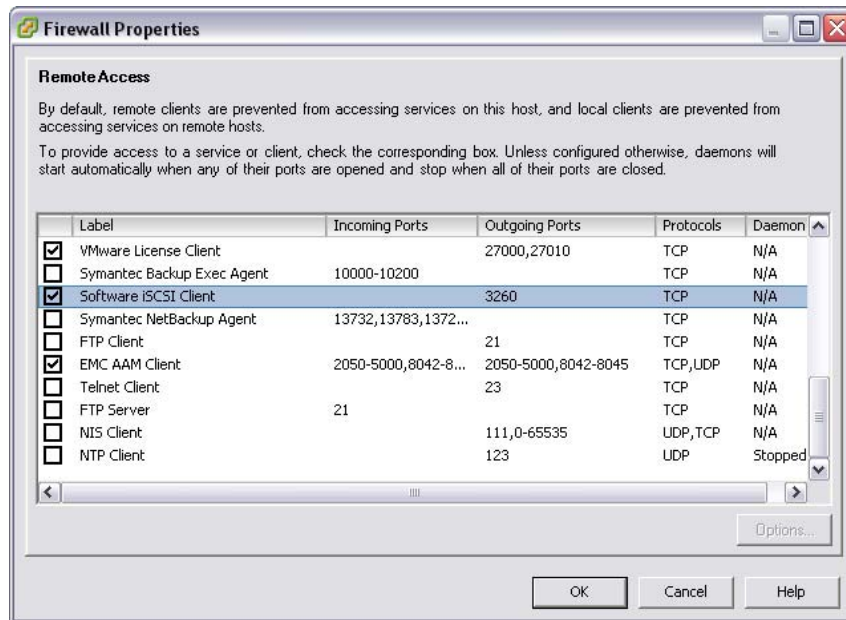 Firewall Properties
Remote Access
By default, remote clients are prevented from accessing services on this host, and local clients are prevented from
accessing services on remote hosts.
To provide access to a service or client, check the corresponding box. Unless configured otherwise, daemons will
start automatically when any of their ports are opened and stop when all of their ports are closed.
Label Incoming Ports Outgoing Ports Protocols Daemon
VMware License Client 27000,27010 TCP N/A
Symantec Backup Exec Agent 10000-10200 TCP N/A
Software iSCSI Client 3260 TCP N/A
Symantec NetBackup Agent 13732,13783,1372... TCP N/A
FTP Client 21 TCP N/A
EMC AAM Client 2050-5000,8042-8... 2050-5000,8042-8045 TCP,UDP N/A
Telnet Client 23 TCP N/A
FTP Server 21 TCP N/A
NIS Client 111,0-65535 UDP,TCP N/A
NTP Client 123 UDP Stopped
Options...
OK Cancel Help